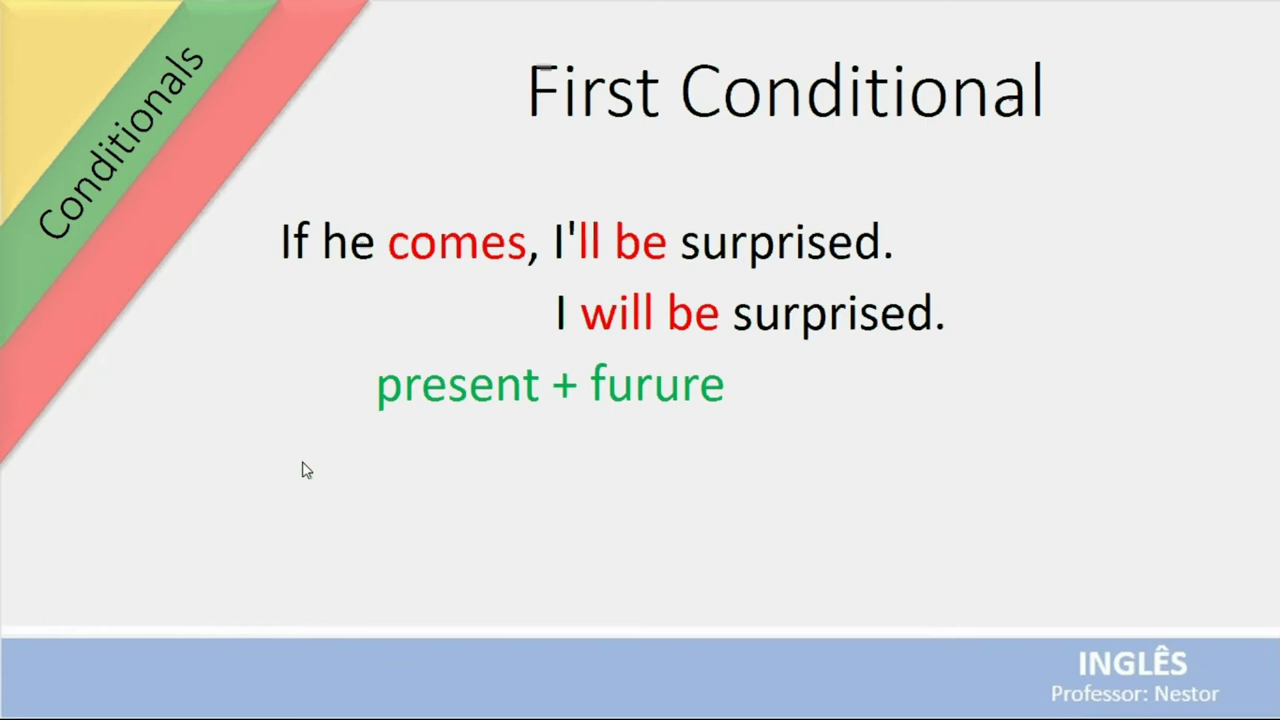 Conditionals
First Conditional
If he comes, I'll be surprised.
I will be surprised.
present + furure
INGLÊS
Professor: Nestor